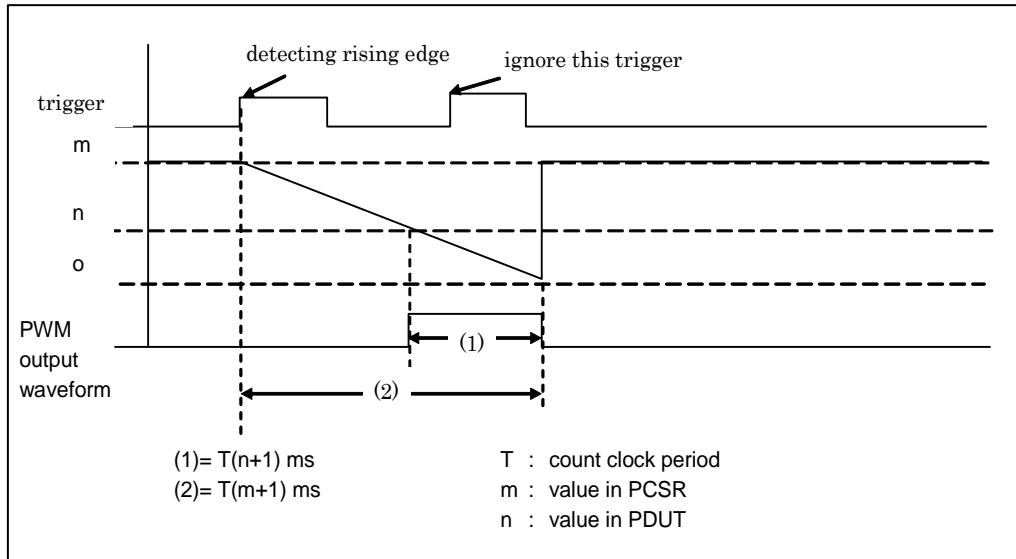 detecting rising edge
ignore this trigger
trigger
m
n
o
PWM
output
waveform
(1)
(2)
(1)= T(n+1) ms
(2)= T(m+1) ms
T : count clock period
m : value in PCSR
n : value in PDUT